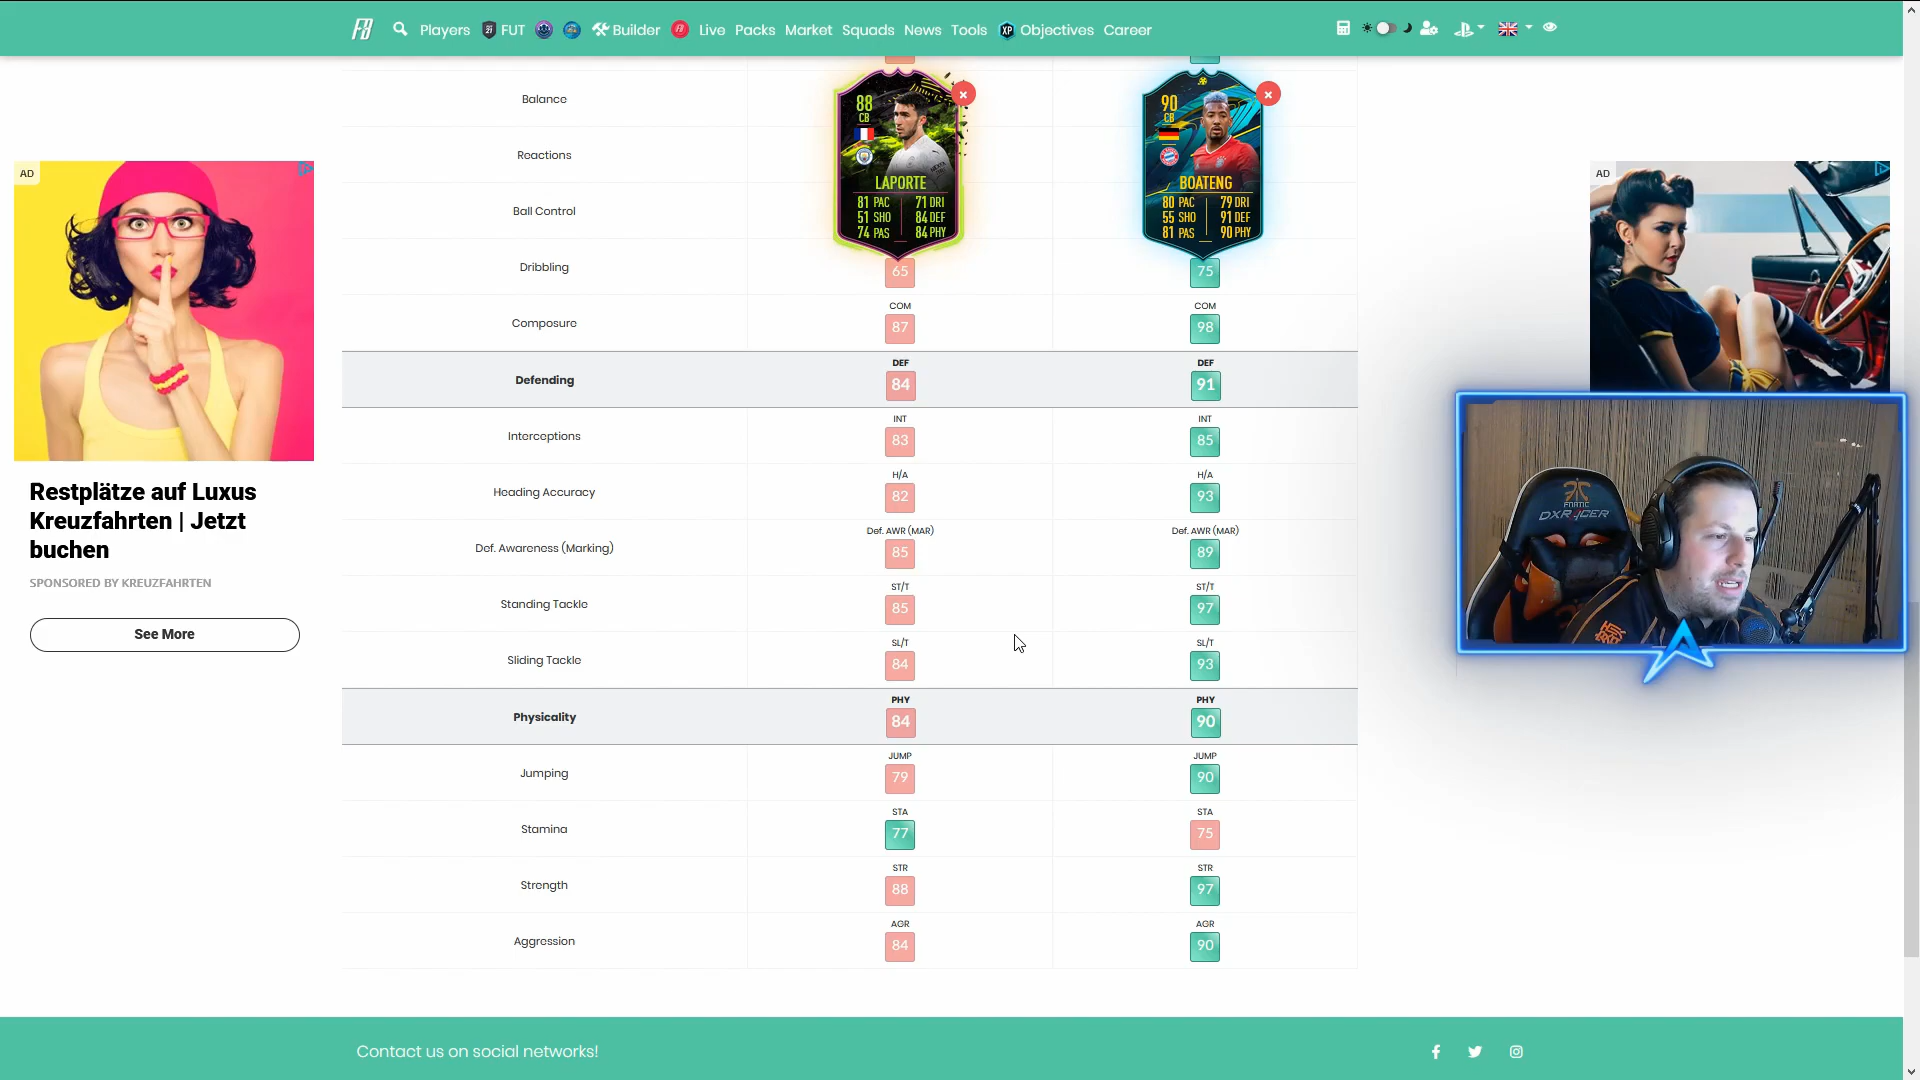 Players FUT Builder Live Packs Market Squads News Tools XP Objectives Career
Balance
Reactions
Ball Control
Dribbling
65
75
Composure
COM
87
COM
98
88
CB
LAPORTE
81 PAC 71 DRI
51 SHO 84 DEF
74 PAS 84 PHY
90
CB
BOATENG
80 PAC 79 DRI
55 SHO 91 DEF
81 PAS 90 PHY
Defending
DEF
84
DEF
91
Interceptions
INT
83
INT
85
Heading Accuracy
H/A
82
H/A
93
Def. Awareness (Marking)
Def. AWR (MAR)
85
Def. AWR (MAR)
89
Standing Tackle
ST/T
85
ST/T
97
Sliding Tackle
SL/T
84
SL/T
93
Physicality
PHY
84
PHY
90
Jumping
JUMP
79
JUMP
90
Stamina
STA
77
STA
75
Strength
STR
88
STR
97
Aggression
AGR
84
AGR
90
AD
Restplätze auf Luxus
Kreuzfahrten | Jetzt
buchen
SPONSORED BY KREUZFAHRTEN
See More
AD
FNATIC
DXRACER
Contact us on social networks!